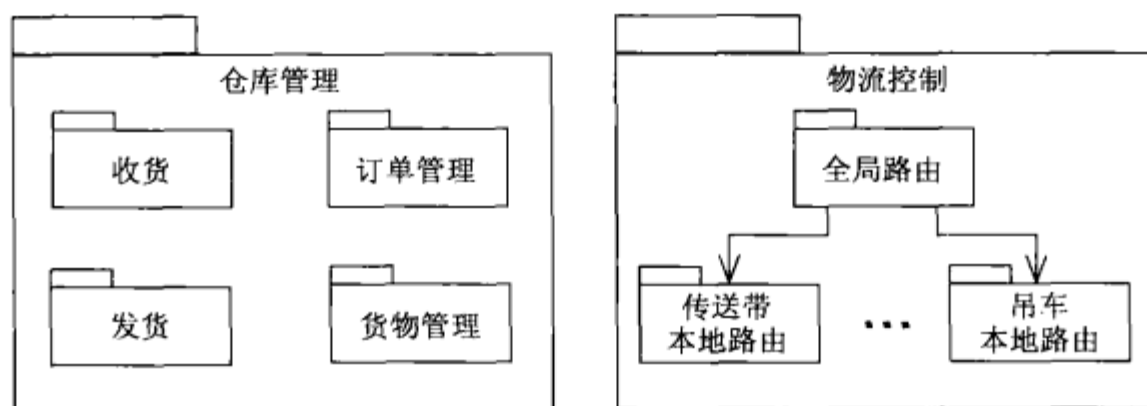 仓库管理
收货
订单管理
发货
货物管理
物流控制
全局路由
传送带
本地路由
...
吊车
本地路由